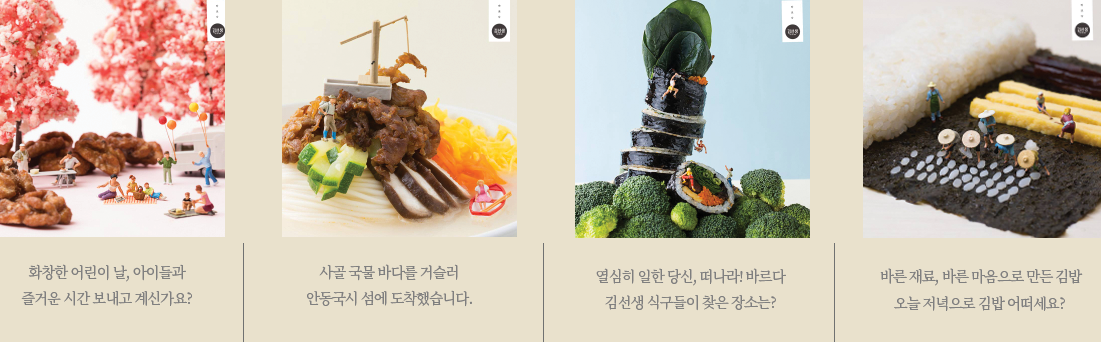 화창한 어린이 날, 아이들과
즐거운 시간 보내고 계신가요?
사골 국물 바다를 거슬러
안동국시 섬에 도착했습니다.
열심히 일한 당신, 떠나라! 바르다
김선생 식구들이 찾은 장소는?
바른 재료, 바른 마음으로 만든 김밥
오늘 저녁으로 김밥 어떠세요?